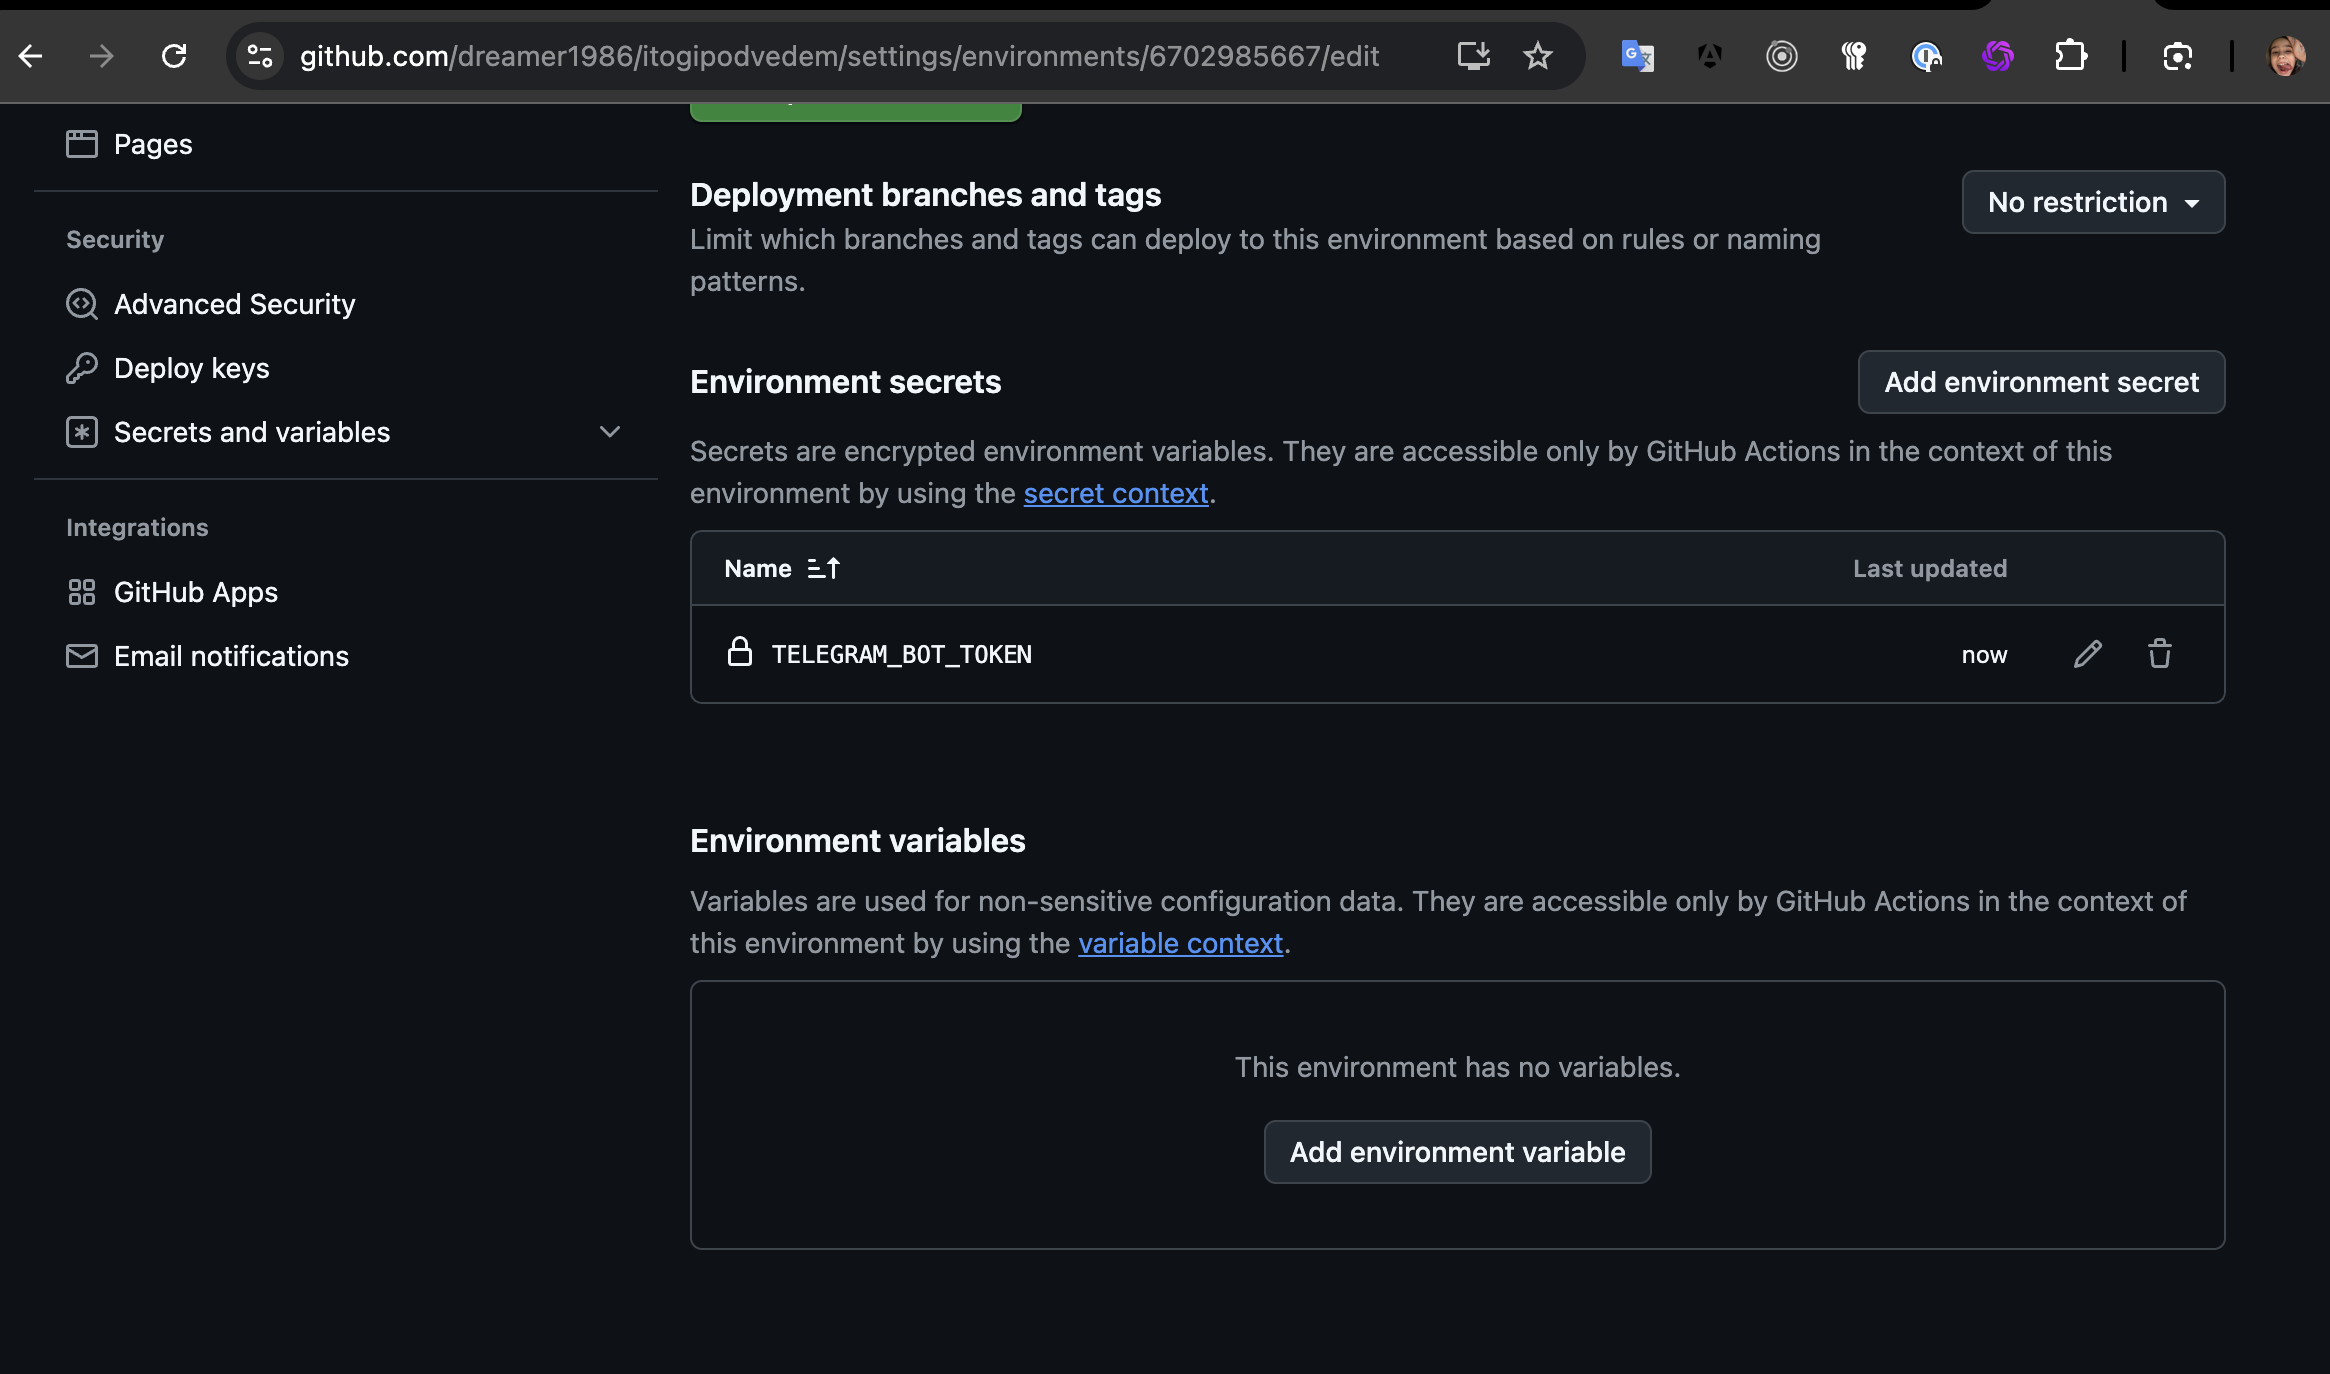 github.com/dreamer1986/itogipodvedem/settings/environments/6702985667/edit
Pages
Security
Advanced Security
Deploy keys
Secrets and variables
Integrations
GitHub Apps
Email notifications
Deployment branches and tags
No restriction
Limit which branches and tags can deploy to this environment based on rules or naming
patterns.
Environment secrets
Add environment secret
Secrets are encrypted environment variables. They are accessible only by GitHub Actions in the context of this
environment by using the secret context.
Name
Last updated
TELEGRAM_BOT_TOKEN
now
Environment variables
Variables are used for non-sensitive configuration data. They are accessible only by GitHub Actions in the context of
this environment by using the variable context.
This environment has no variables.
Add environment variable